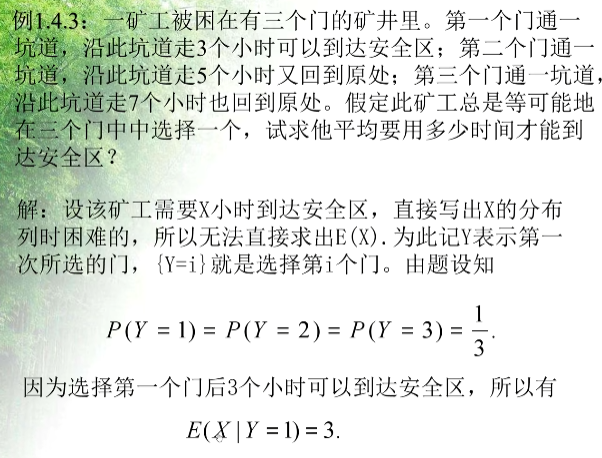 例1.4.3：一矿工被困在有三个门的矿井里。第一个门通一
坑道，沿此坑道走3个小时可以到达安全区；第二个门通一
坑道，沿此坑道走5个小时又回到原处；第三个门通一坑道，
沿此坑道走7个小时也回到原处。假定此矿工总是等可能地
在三个门中中选择一个，试求他平均要用多少时间才能到
达安全区？
解：设该矿工需要X小时到达安全区，直接写出X的分布
列时困难的，所以无法直接求出E(X).为此记Y表示第一
次所选的门，{Y=i}就是选择第i个门。由题设知
P(Y = 1) = P(Y = 2) = P(Y = 3) = 1/3.
因为选择第一个门后3个小时可以到达安全区，所以有
E(X | Y = 1) = 3.